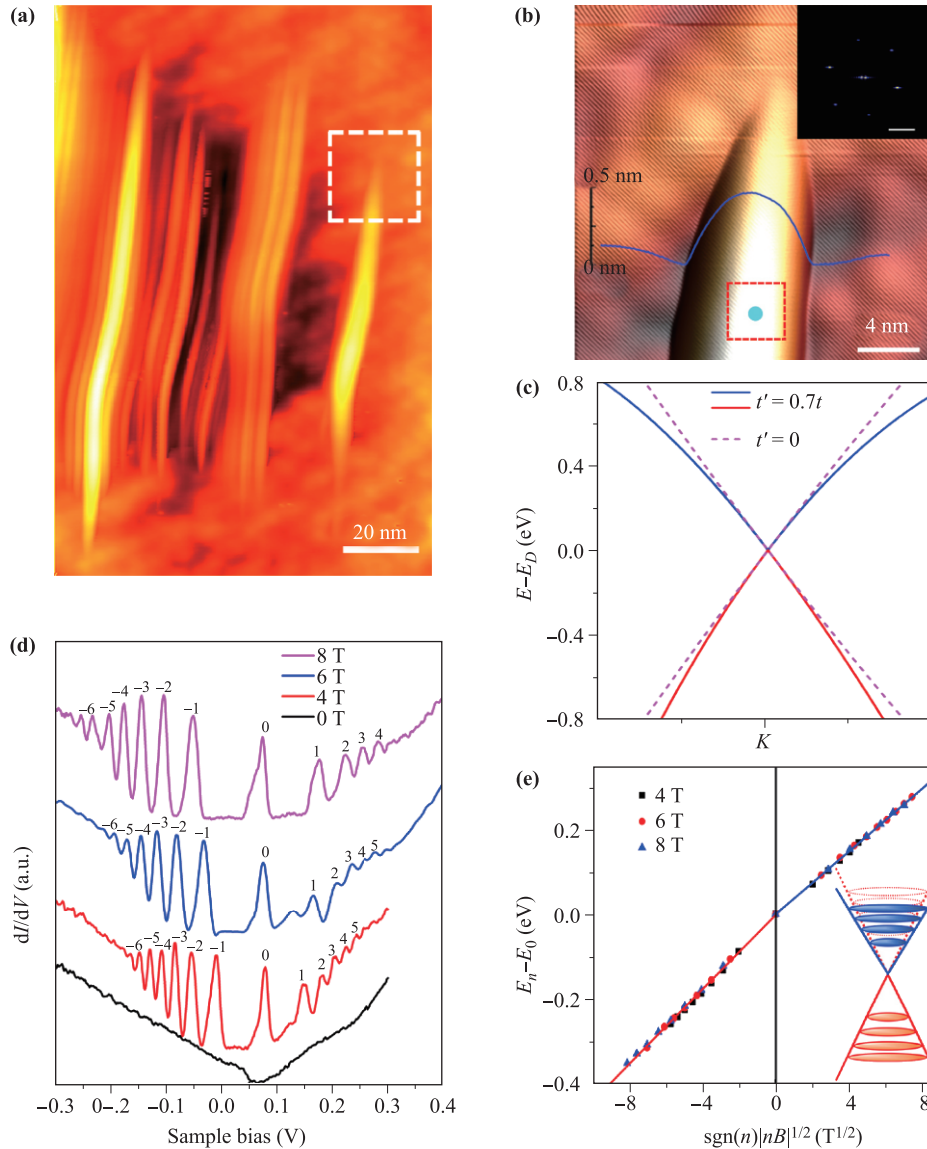 (a)
20 nm
(b)
0.5 nm
0 nm
4 nm
(c)
0.8
0.4
0.0
−0.4
−0.8
E−E_D (eV)
t′ = 0.7t
t′ = 0
K
(d)
8 T
6 T
4 T
0 T
−6 −5 −4 −3 −2 −1 0 1 2 3 4
−6 −5 −4 −3 −2 −1 0 1 2 3 4 5
−6 −5 −4 −3 −2 −1 0 1 2 3 4 5
dI/dV (a.u.)
−0.3 0−.2 −0.1 0.0 0.1 0.2 0.3 0.4
Sample bias (V)
(e)
4 T
6 T
8 T
0.2
0.0
−0.2
−0.4
E_n−E_0 (eV)
−8 −4 0 4 8
sgn(n)|nB|^{1/2} (T^{1/2})